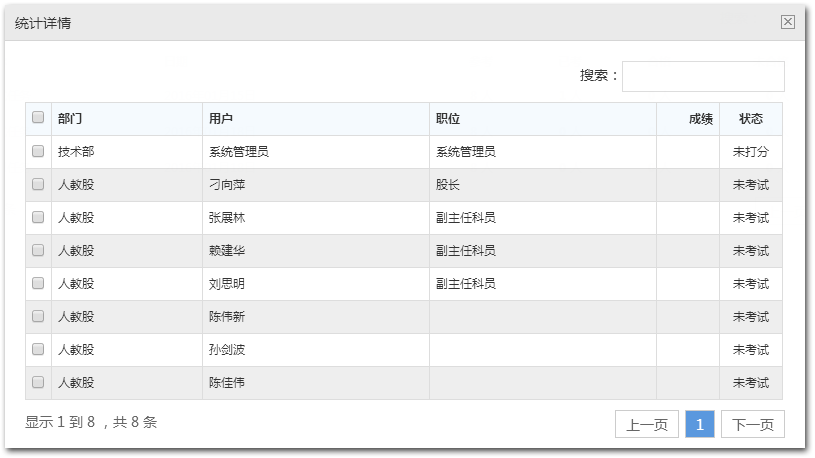 统计详情
搜索：
部门 用户 职位 成绩 状态
技术部 系统管理员 系统管理员 未打分
人教股 刁向萍 股长 未考试
人教股 张展林 副主任科员 未考试
人教股 赖建华 副主任科员 未考试
人教股 刘思明 副主任科员 未考试
人教股 陈伟新 未考试
人教股 孙剑波 未考试
人教股 陈佳伟 未考试
显示 1 到 8 ，共 8 条 上一页 1 下一页